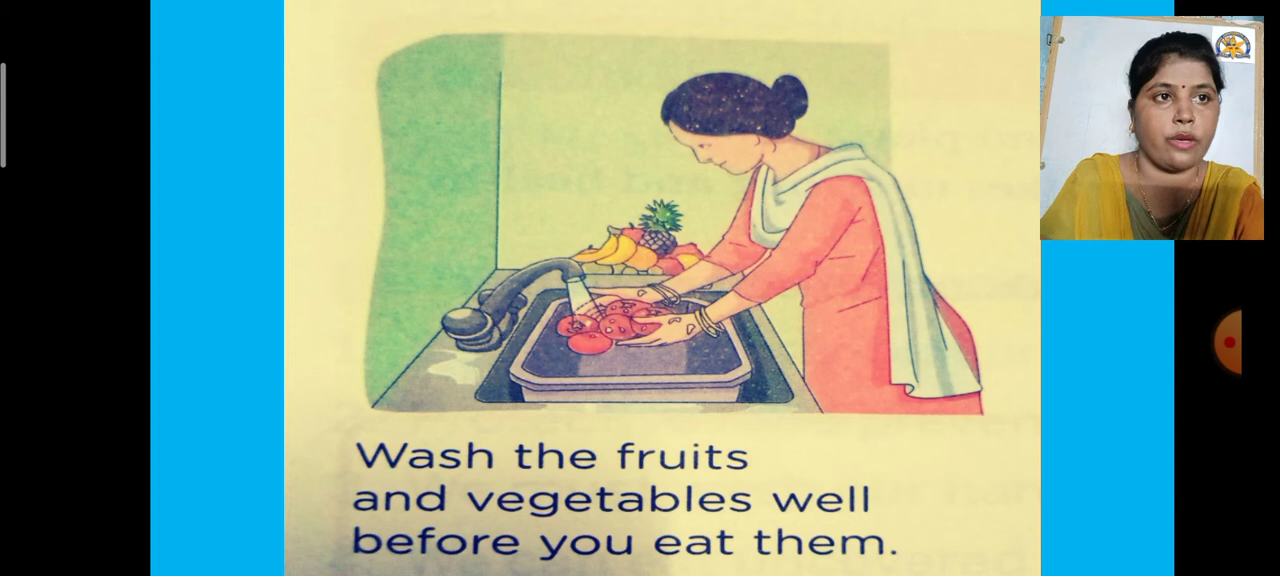 Wash the fruits
and vegetables well
before you eat them.